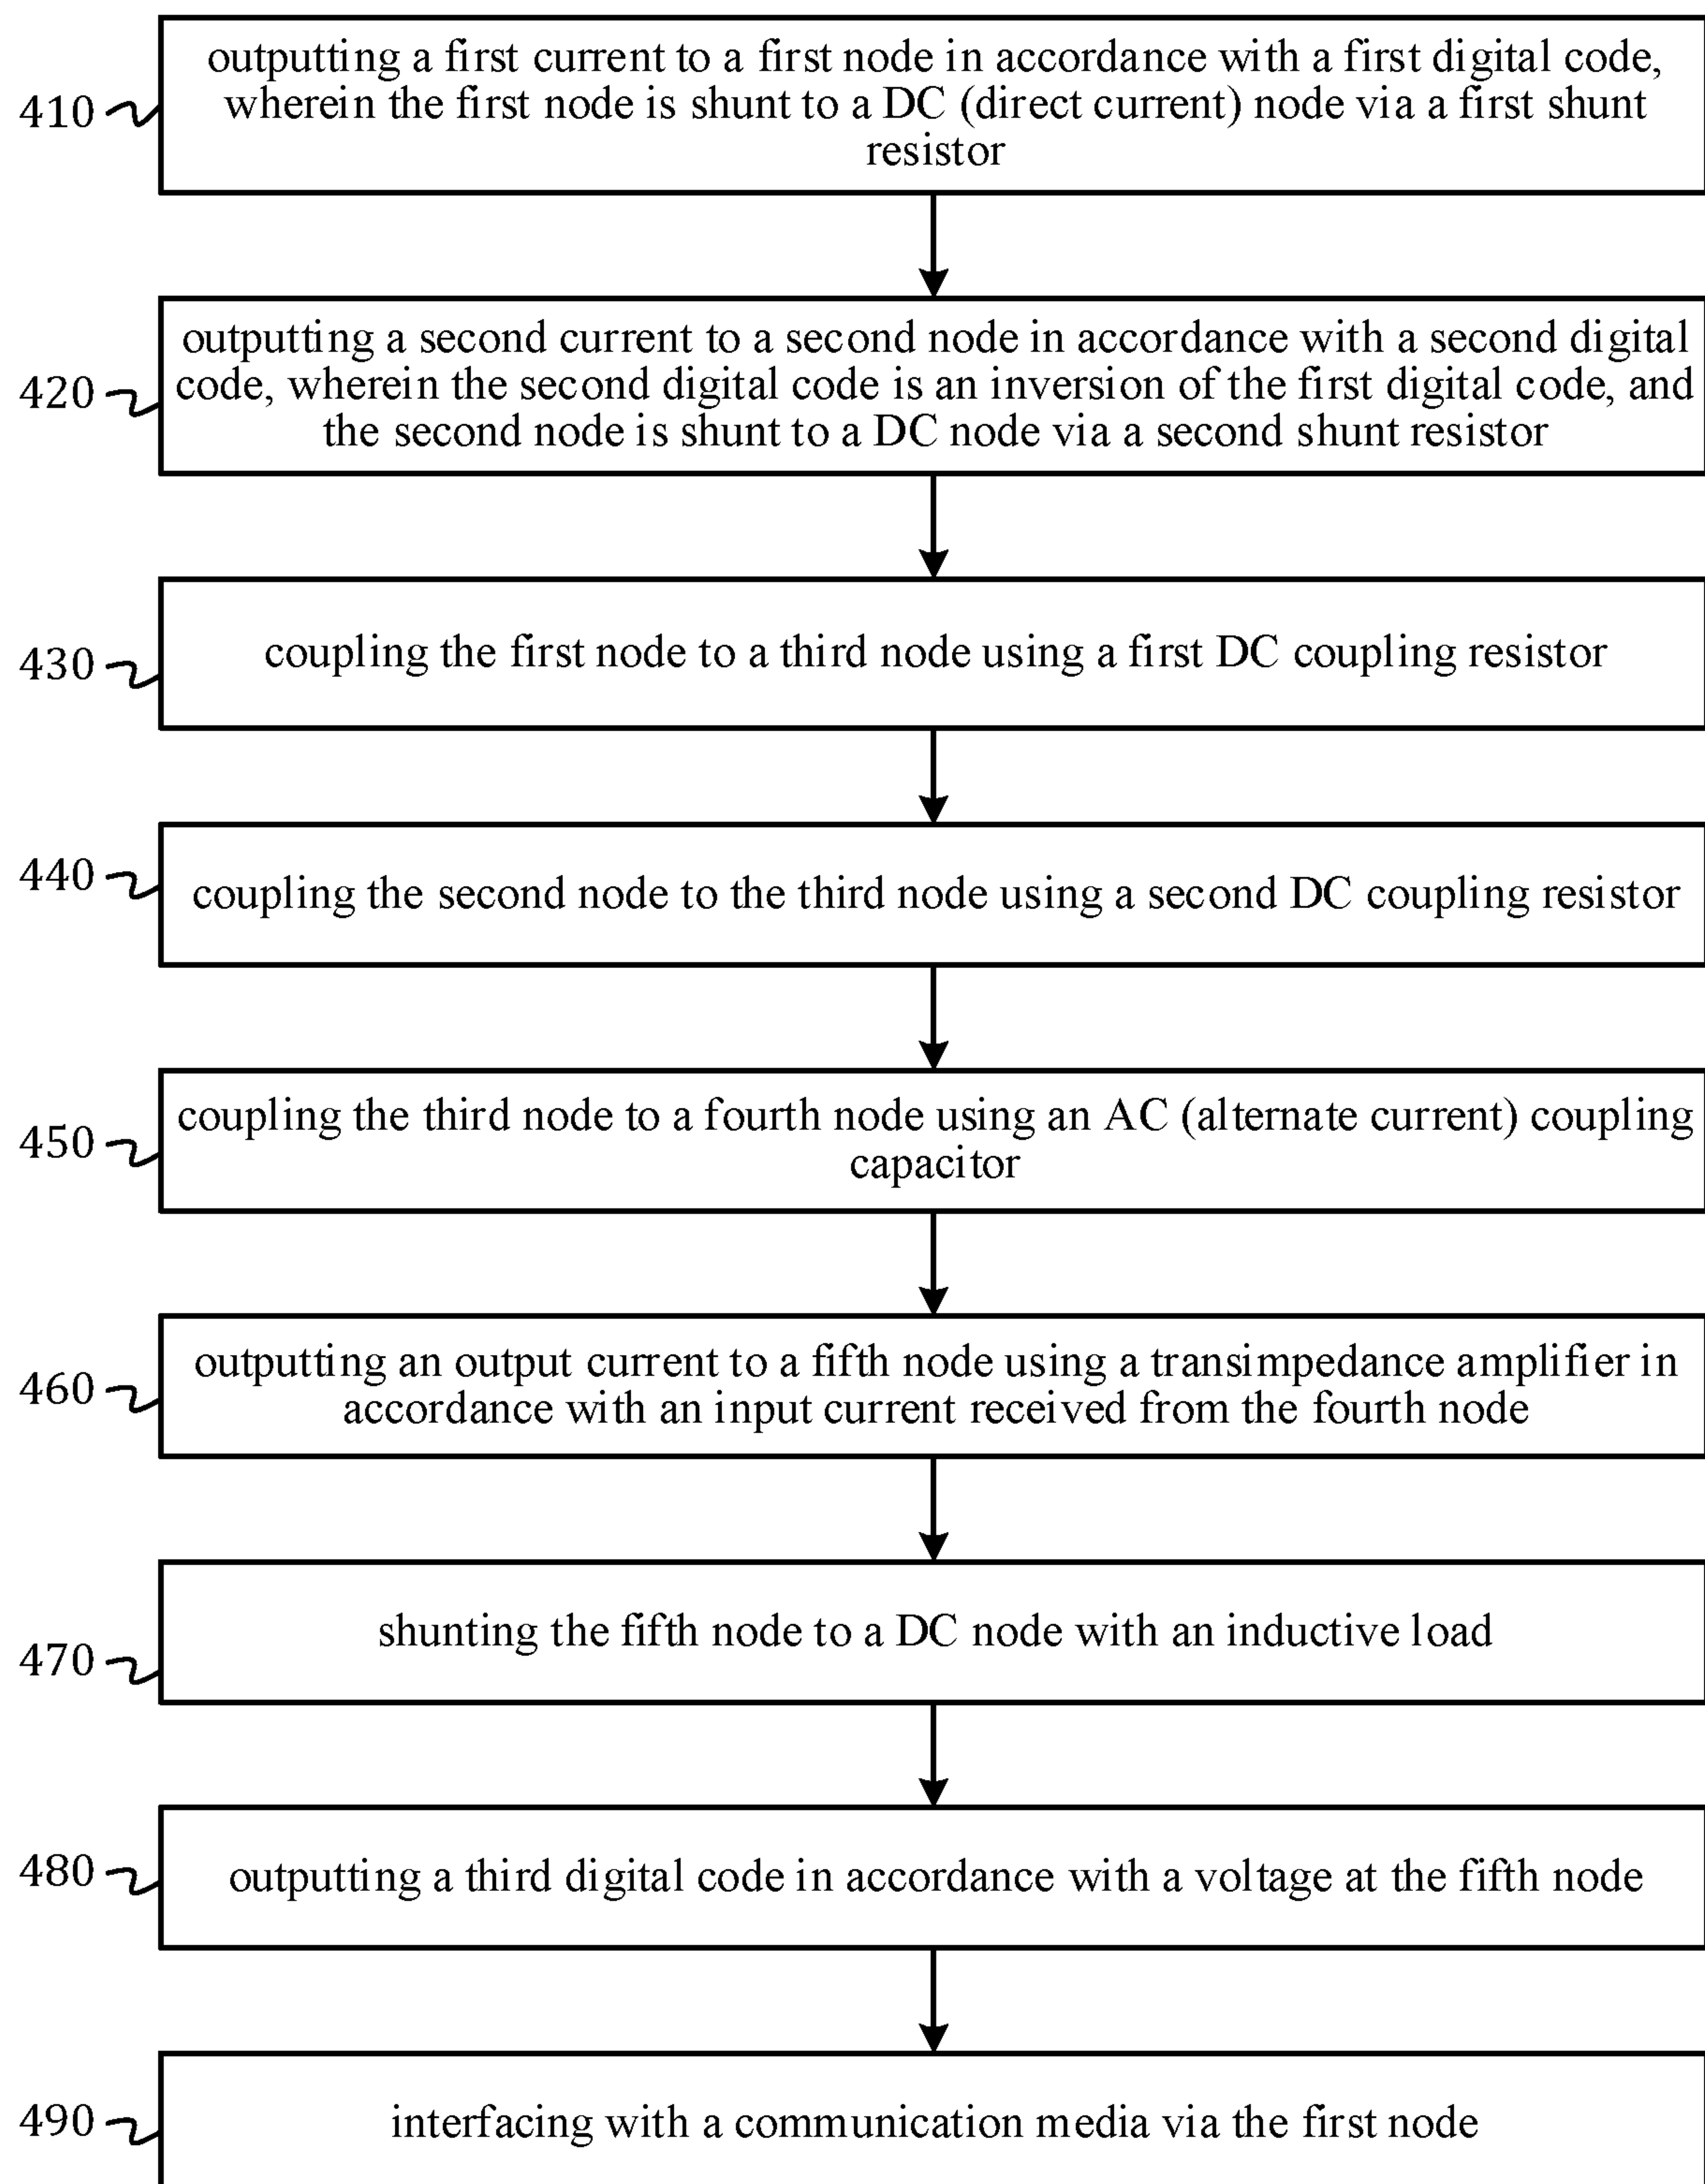 410
outputting a first current to a first node in accordance with a first digital code,
wherein the first node is shunt to a DC (direct current) node via a first shunt
resistor
420
outputting a second current to a second node in accordance with a second digital
code, wherein the second digital code is an inversion of the first digital code, and
the second node is shunt to a DC node via a second shunt resistor
430
coupling the first node to a third node using a first DC coupling resistor
440
coupling the second node to the third node using a second DC coupling resistor
450
coupling the third node to a fourth node using an AC (alternate current) coupling
capacitor
460
outputting an output current to a fifth node using a transimpedance amplifier in
accordance with an input current received from the fourth node
470
shunting the fifth node to a DC node with an inductive load
480
outputting a third digital code in accordance with a voltage at the fifth node
490
interfacing with a communication media via the first node